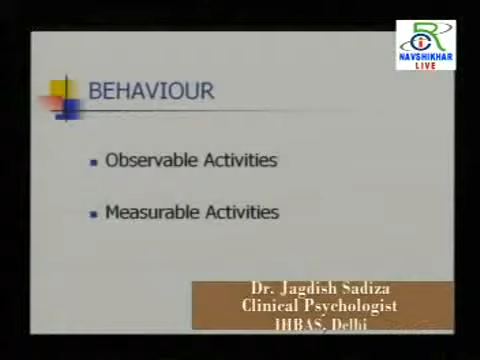 NAVSHIKHAR
LIVE
BEHAVIOUR
Observable Activities
Measurable Activities
Dr. Jagdish Sadiza
Clinical Psychologist
IHBAS, Delhi